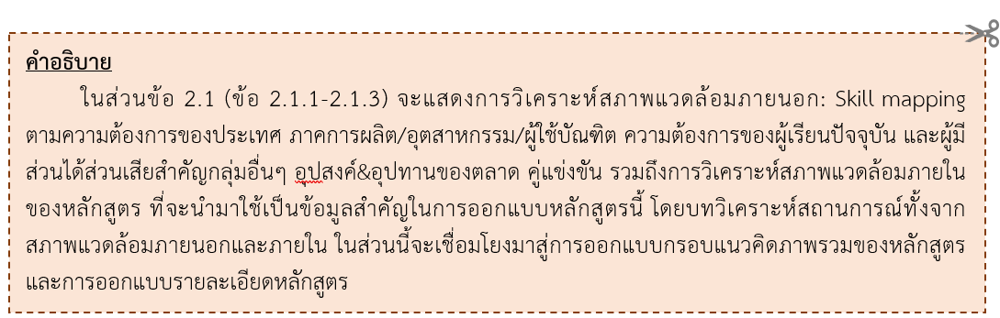 คำอธิบาย
ในส่วนข้อ 2.1 (ข้อ 2.1.1-2.1.3) จะแสดงการวิเคราะห์สภาพแวดล้อมภายนอก: Skill mapping
ตามความต้องการของประเทศ ภาคการผลิต/อุตสาหกรรม/ผู้ใช้บัณฑิต ความต้องการของผู้เรียนปัจจุบัน และผู้มี
ส่วนได้ส่วนเสียสำคัญกลุ่มอื่นๆ อุปสงค์&อุปทานของตลาด คู่แข่งขัน รวมถึงการวิเคราะห์สภาพแวดล้อมภายใน
ของหลักสูตร ที่จะนำมาใช้เป็นข้อมูลสำคัญในการออกแบบหลักสูตรนี้ โดยบทวิเคราะห์สถานการณ์ทั้งจาก
สภาพแวดล้อมภายนอกและภายใน ในส่วนนี้จะเชื่อมโยงมาสู่การออกแบบกรอบแนวคิดภาพรวมของหลักสูตร
และการออกแบบรายละเอียดหลักสูตร